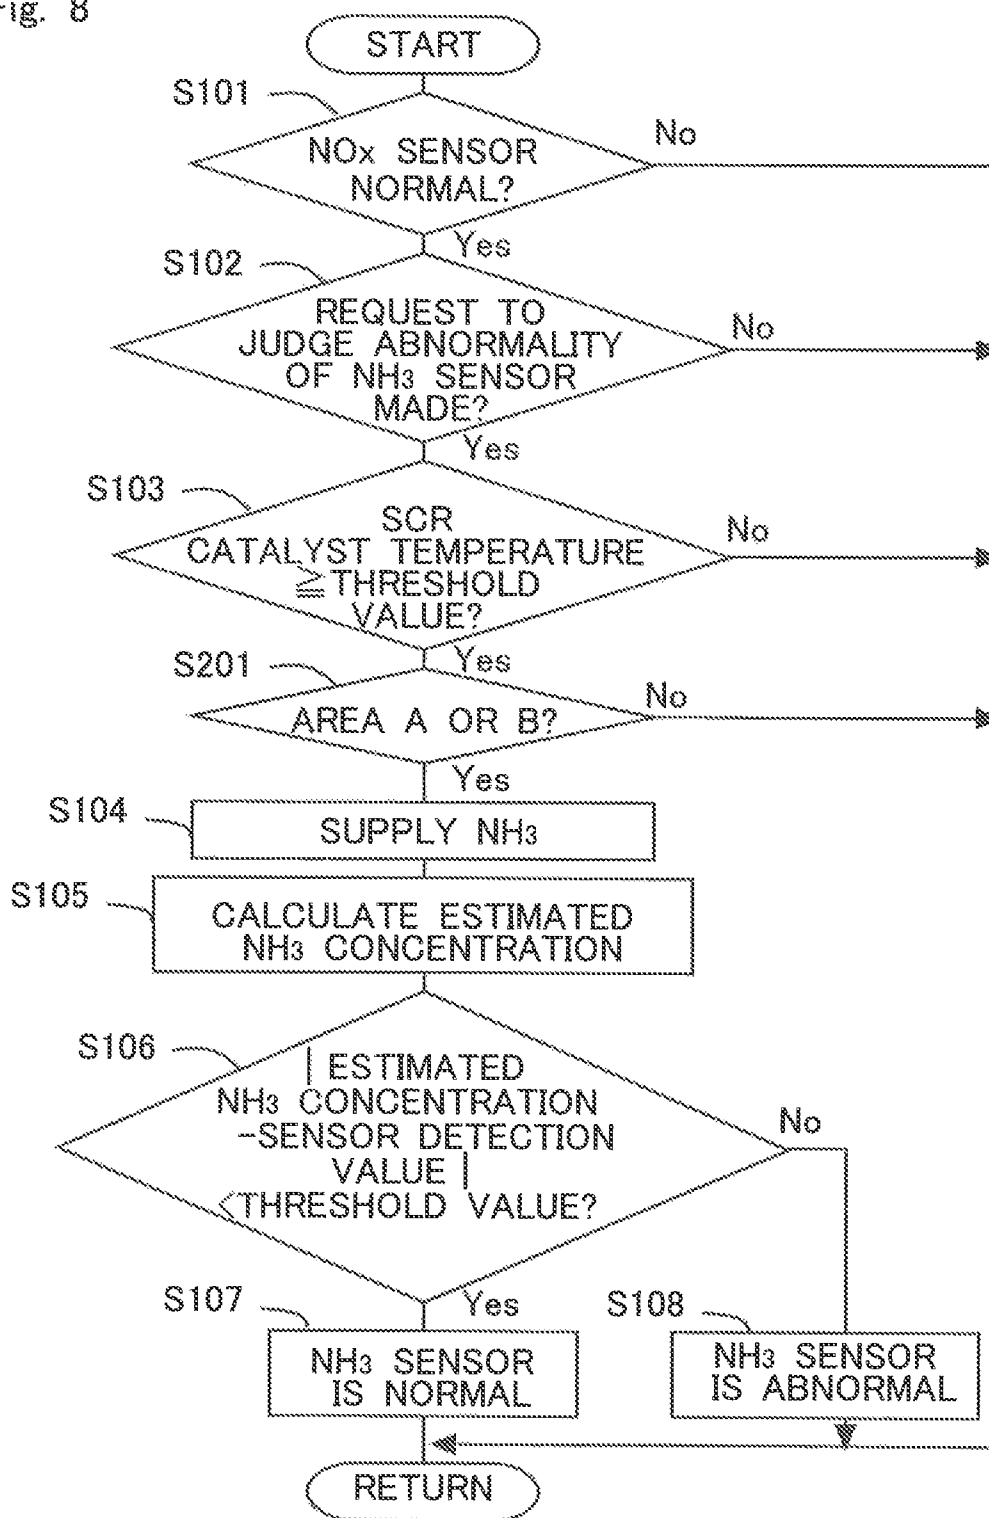 Fig. 8
START
S101
NOx SENSOR
NORMAL?
No
Yes
S102
REQUEST TO
JUDGE ABNORMALITY
OF NH3 SENSOR
MADE?
No
Yes
S103
SCR
CATALYST TEMPERATURE
≧THRESHOLD
VALUE?
No
Yes
S201
AREA A OR B?
No
Yes
S104
SUPPLY NH3
S105
CALCULATE ESTIMATED
NH3 CONCENTRATION
S106
| ESTIMATED
NH3 CONCENTRATION
-SENSOR DETECTION
VALUE |
<THRESHOLD VALUE?
No
Yes
S107
NH3 SENSOR
IS NORMAL
S108
NH3 SENSOR
IS ABNORMAL
RETURN